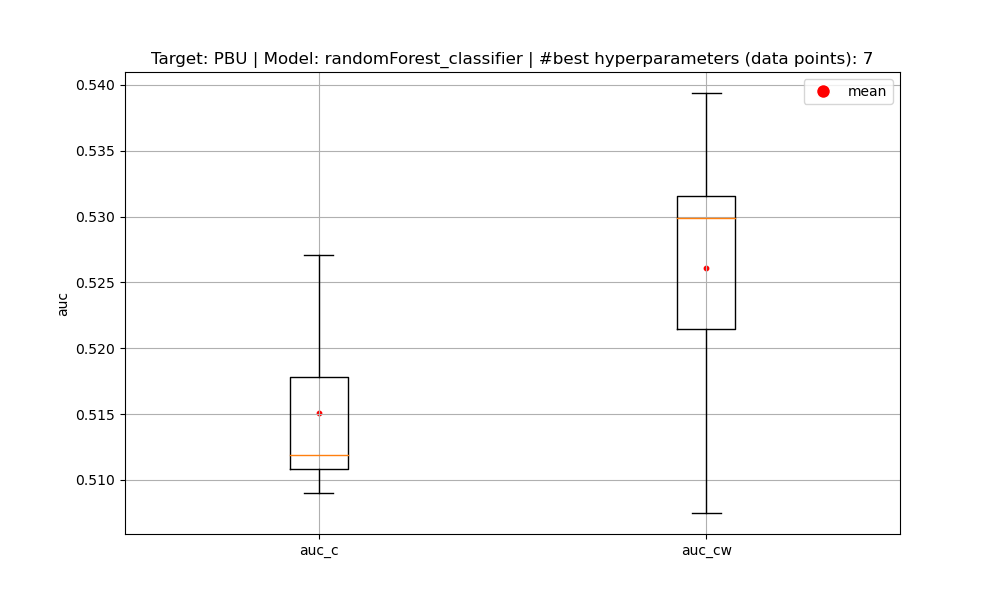 Target: PBU | Model: randomForest_classifier | #best hyperparameters (data points): 7
mean
0.540
0.535
0.530
0.525
0.520
0.515
0.510
auc
auc_c
auc_cw